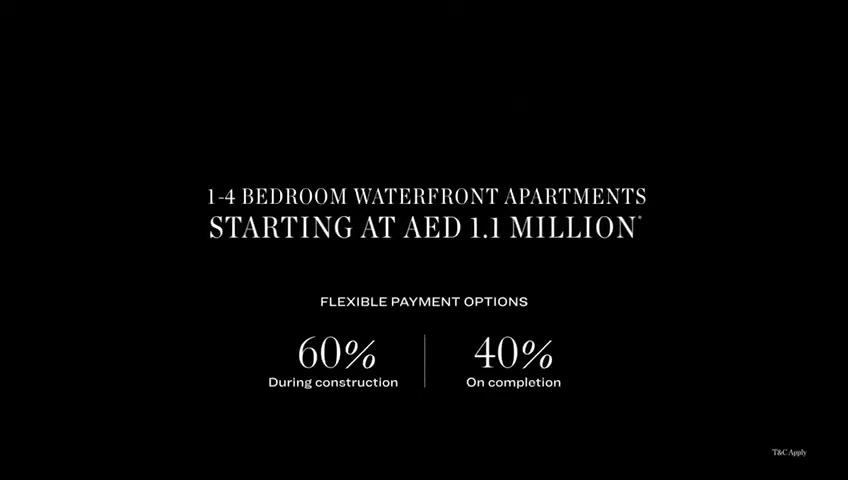 1-4 BEDROOM WATERFRONT APARTMENTS
STARTING AT AED 1.1 MILLION*
FLEXIBLE PAYMENT OPTIONS
60% 40%
During construction On completion
T&C Apply